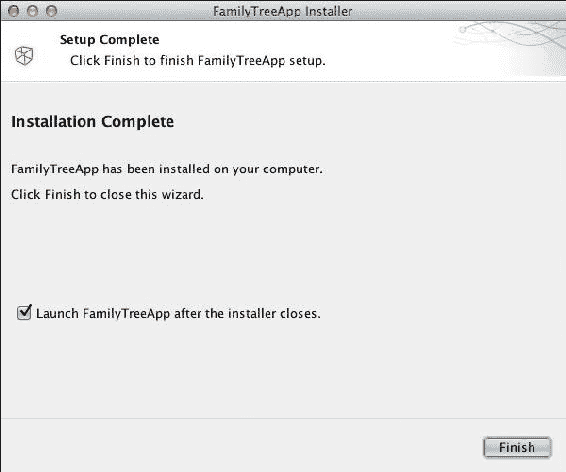 FamilyTreeApp Installer
Setup Complete
Click Finish to finish FamilyTreeApp setup.
Installation Complete
FamilyTreeApp has been installed on your computer.
Click Finish to close this wizard.
Launch FamilyTreeApp after the installer closes.
Finish